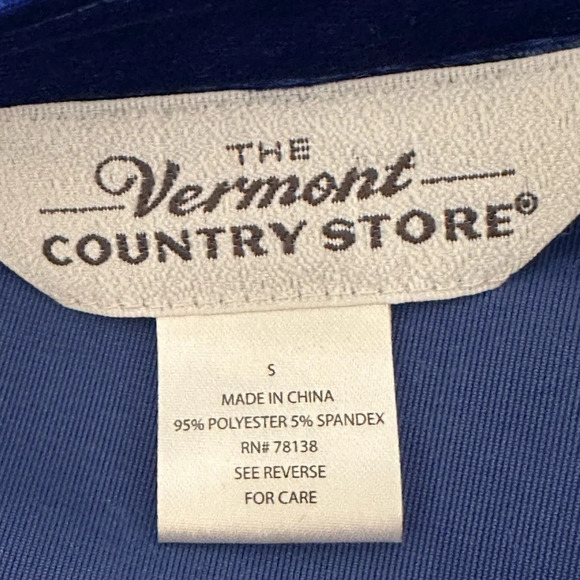 THE
Vermont
COUNTRY STORE®
S
MADE IN CHINA
95% POLYESTER 5% SPANDEX
RN# 78138
SEE REVERSE
FOR CARE